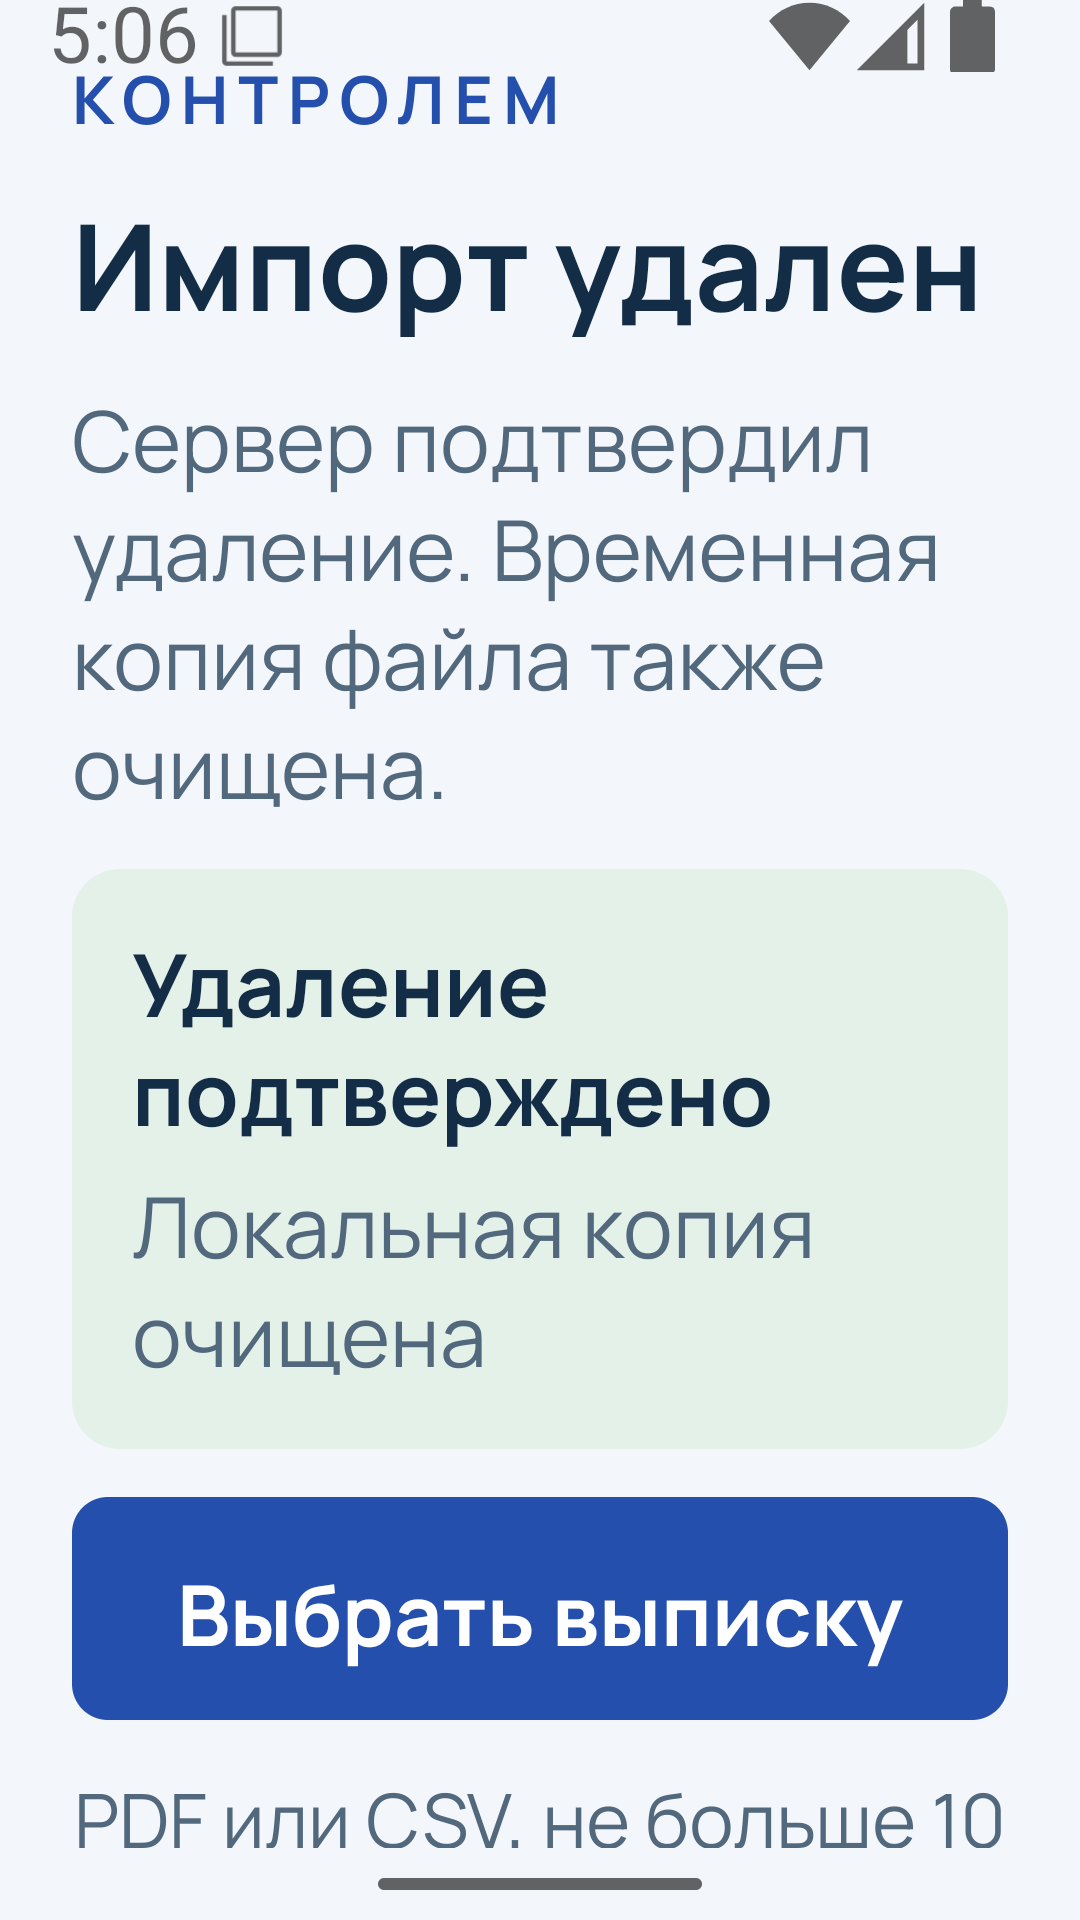 5:06
КОНТРОЛЕМ
Импорт удален
Сервер подтвердил
удаление. Временная
копия файла также
очищена.
Удаление
подтверждено
Локальная копия
очищена
Выбрать выписку
PDF или CSV, не больше 10